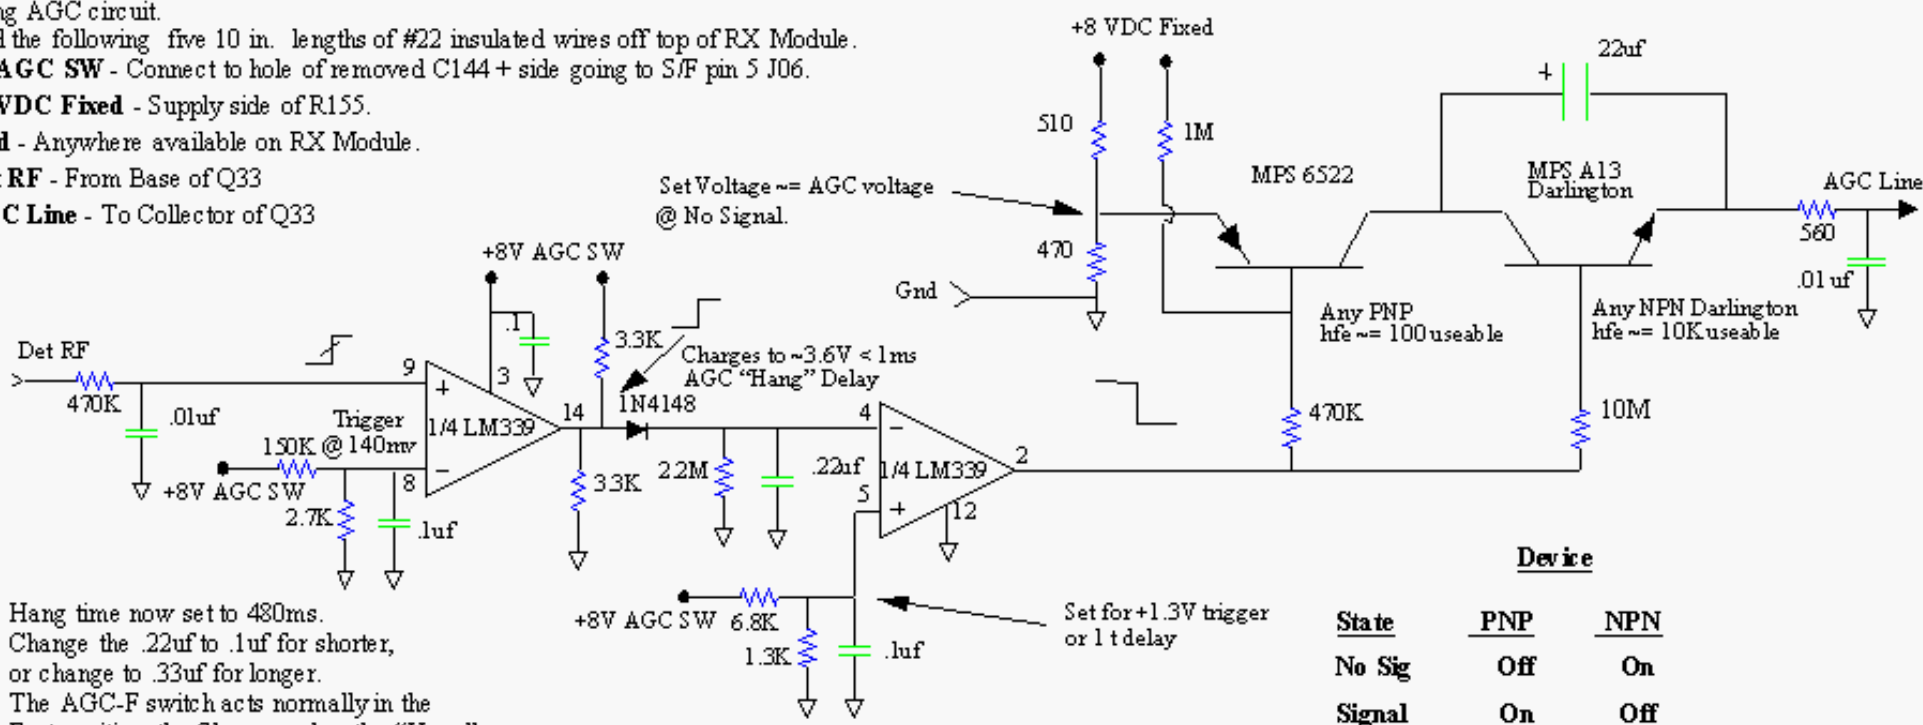 ng AGC circuit.
the following five 10 in. lengths of #22 insulated wires off top of RX Module.
AGC SW - Connect to hole of removed C144 + side going to S/F pin 5 J06.
VDC Fixed - Supply side of R155.
- Anywhere available on RX Module.
RF - From Base of Q33
C Line - To Collector of Q33
+8 VDC Fixed
22uf
+
510
1M
MPS 6522
MPS A13
Darlington
AGC Line
Set Voltage ~= AGC voltage
@ No Signal.
470
560
.01 uf
Gnd
Any PNP
hfe ~= 100 useable
Any NPN Darlington
hfe ~= 10K useable
+8V AGC SW
.1
3.3K
Charges to ~3.6V < 1ms
AGC "Hang" Delay
Det RF
470K
.01uf
9
+
3
14
1N4148
Trigger
@ 140mv
1/4 LM339
150K
-
8
+8V AGC SW
2.7K
.1uf
3.3K
2.2M
.22uf
4
-
1/4 LM339
2
5
+
12
470K
10M
+8V AGC SW
6.8K
1.3K
.1uf
Set for +1.3V trigger
or 1 t delay
Hang time now set to 480ms.
Change the .22uf to .1uf for shorter,
or change to .33uf for longer.
The AGC-F switch acts normally in the
Device
State PNP NPN
No Sig Off On
Signal On Off